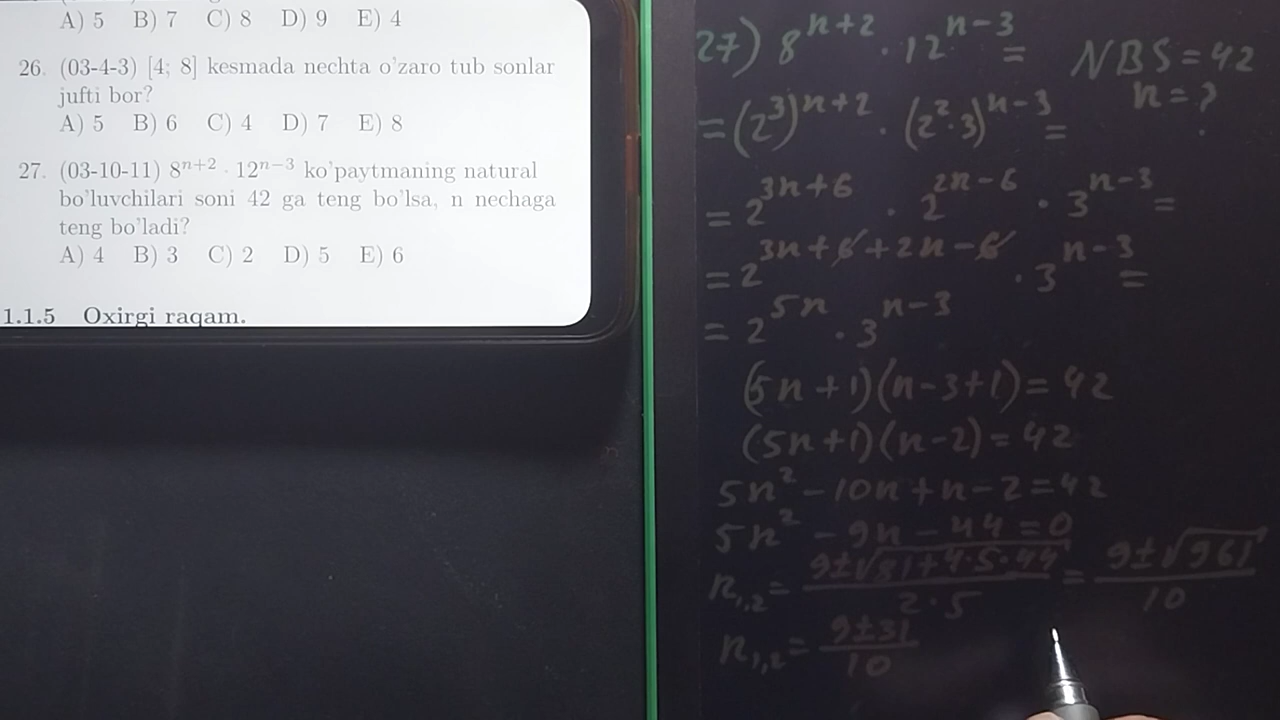 A) 5 B) 7 C) 8 D) 9 E) 4
26. (03-4-3) [4; 8] kesmada nechta o'zaro tub sonlar
jufti bor?
A) 5 B) 6 C) 4 D) 7 E) 8
27. (03-10-11) 8^{n+2} · 12^{n−3} ko'paytmaning natural
bo'luvchilari soni 42 ga teng bo'lsa, n nechaga
teng bo'ladi?
A) 4 B) 3 C) 2 D) 5 E) 6
1.1.5 Oxirgi raqam.
27) 8^{n+2} · 12^{n−3} = NBS = 42
n = ?
= (2^3)^{n+2} · (2^2·3)^{n−3} =
= 2^{3n+6} · 2^{2n−6} · 3^{n−3} =
= 2^{3n+6+2n−6} · 3^{n−3} =
= 2^{5n} · 3^{n−3}
(5n+1)(n−3+1) = 42
(5n+1)(n−2) = 42
5n^2 − 10n + n − 2 = 42
5n^2 − 9n − 44 = 0
n_{1,2} = (9±√(81+4·5·44))/(2·5) = (9±√961)/10
n_{1,2} = (9±31)/10